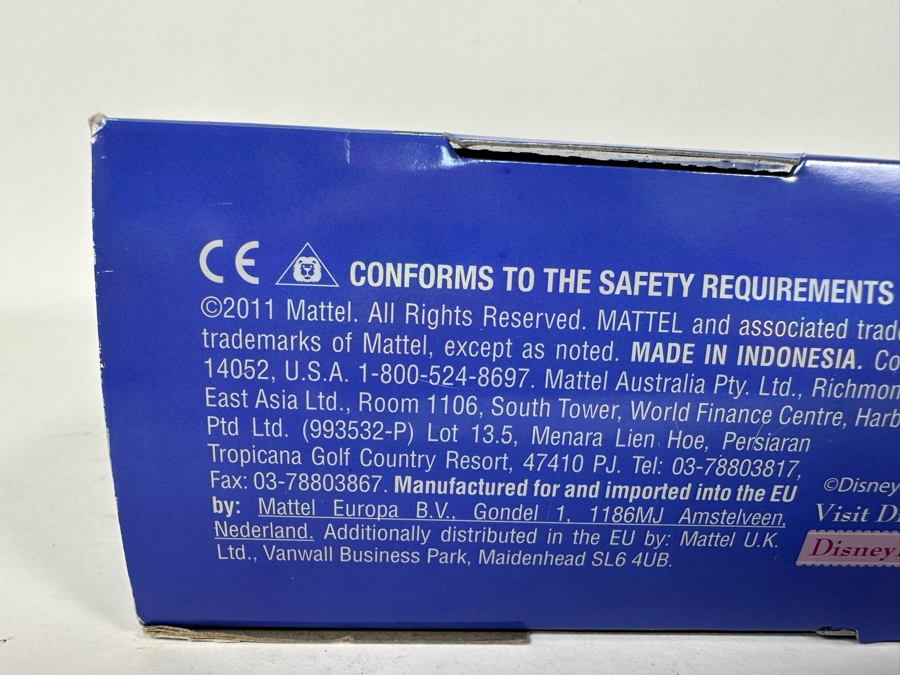 CE CONFORMS TO THE SAFETY REQUIREMENTS
©2011 Mattel. All Rights Reserved. MATTEL and associated trade
trademarks of Mattel, except as noted. MADE IN INDONESIA. Co
14052, U.S.A. 1-800-524-8697. Mattel Australia Pty. Ltd., Richmon
East Asia Ltd., Room 1106, South Tower, World Finance Centre, Harb
Ptd Ltd. (993532-P) Lot 13.5, Menara Lien Hoe, Persiaran
Tropicana Golf Country Resort, 47410 PJ. Tel: 03-78803817,
Fax: 03-78803867. Manufactured for and imported into the EU
by: Mattel Europa B.V., Gondel 1, 1186MJ Amstelveen,
Nederland. Additionally distributed in the EU by: Mattel U.K.
Ltd., Vanwall Business Park, Maidenhead SL6 4UB.
©Disney
Visit Di
Disney